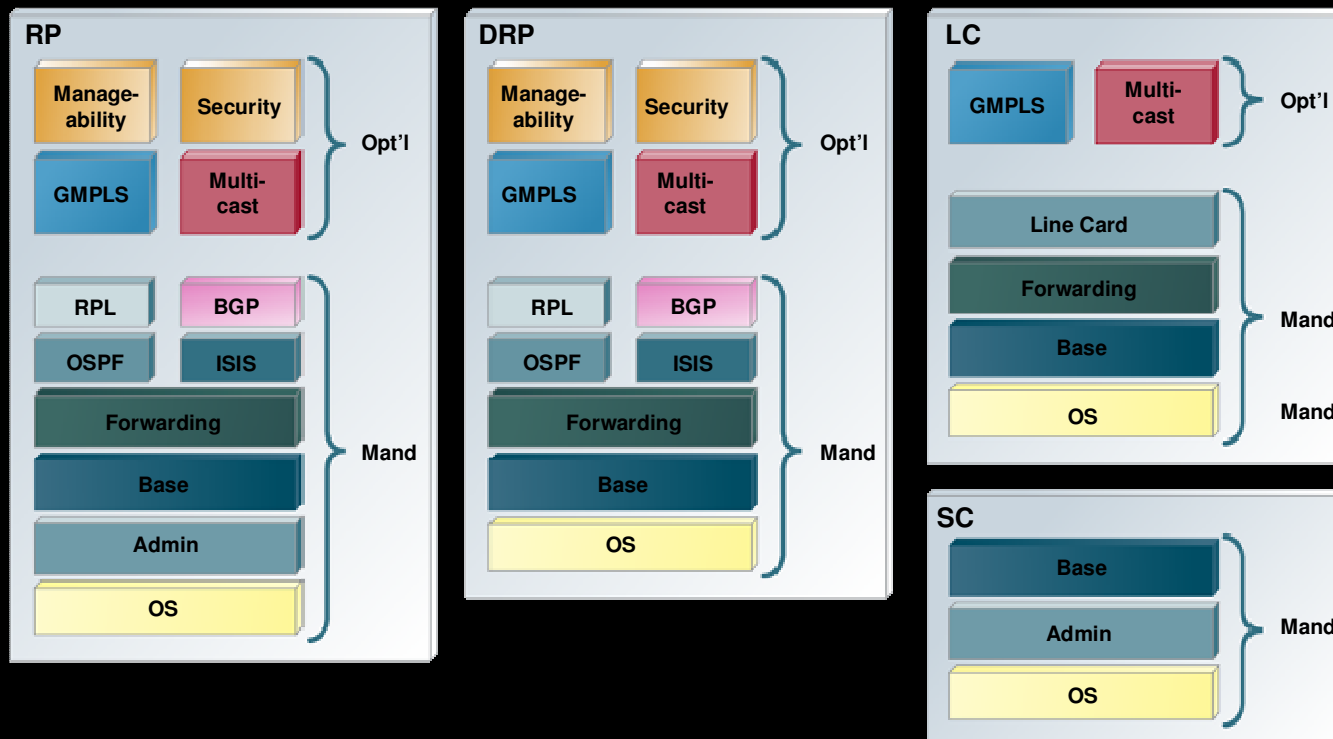 RP
Manage-
ability
Security
GMPLS
Multi-
cast
Opt'l
RPL
BGP
OSPF
ISIS
Forwarding
Base
Admin
OS
Mand
DRP
Manage-
ability
Security
GMPLS
Multi-
cast
Opt'l
RPL
BGP
OSPF
ISIS
Forwarding
Base
OS
Mand
LC
GMPLS
Multi-
cast
Opt'l
Line Card
Forwarding
Base
OS
Mand
Mand
SC
Base
Admin
OS
Mand